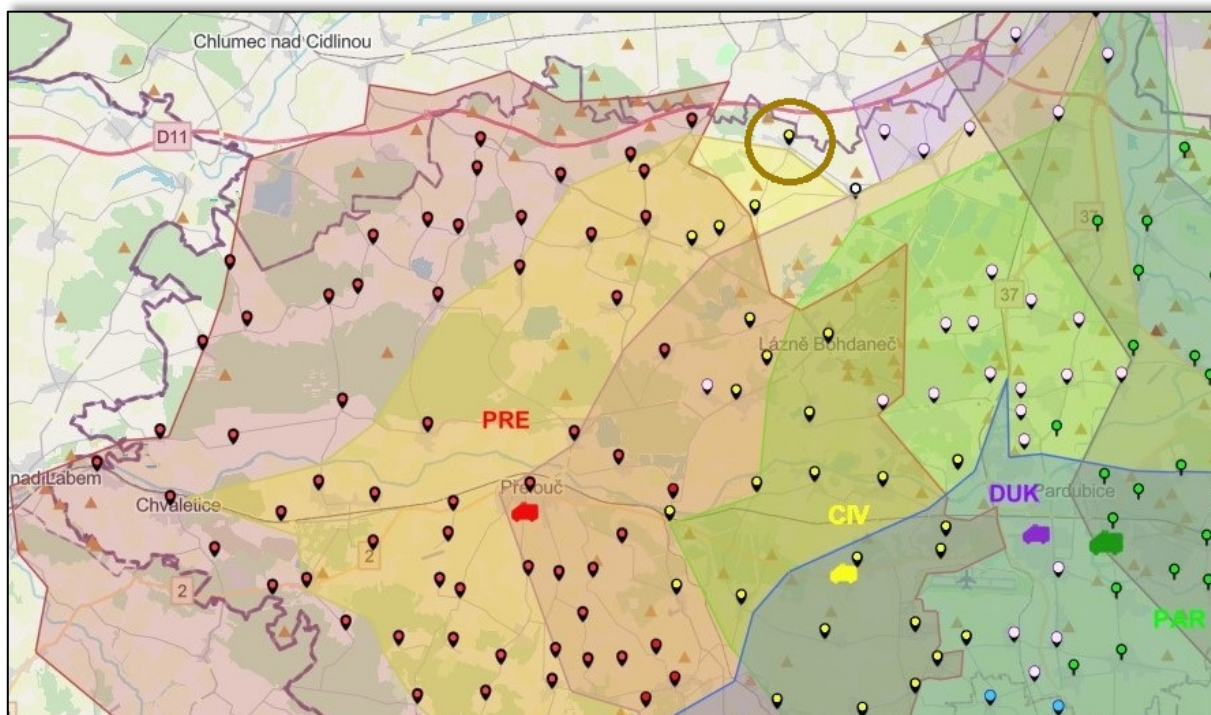 Chlumec nad Cidlinou
D11
37
37
Lázně Bohdaneč
PRE
nad Labem
Chvaletice
Přelouč
DUK
Pardubice
CIV
2
2
PAR